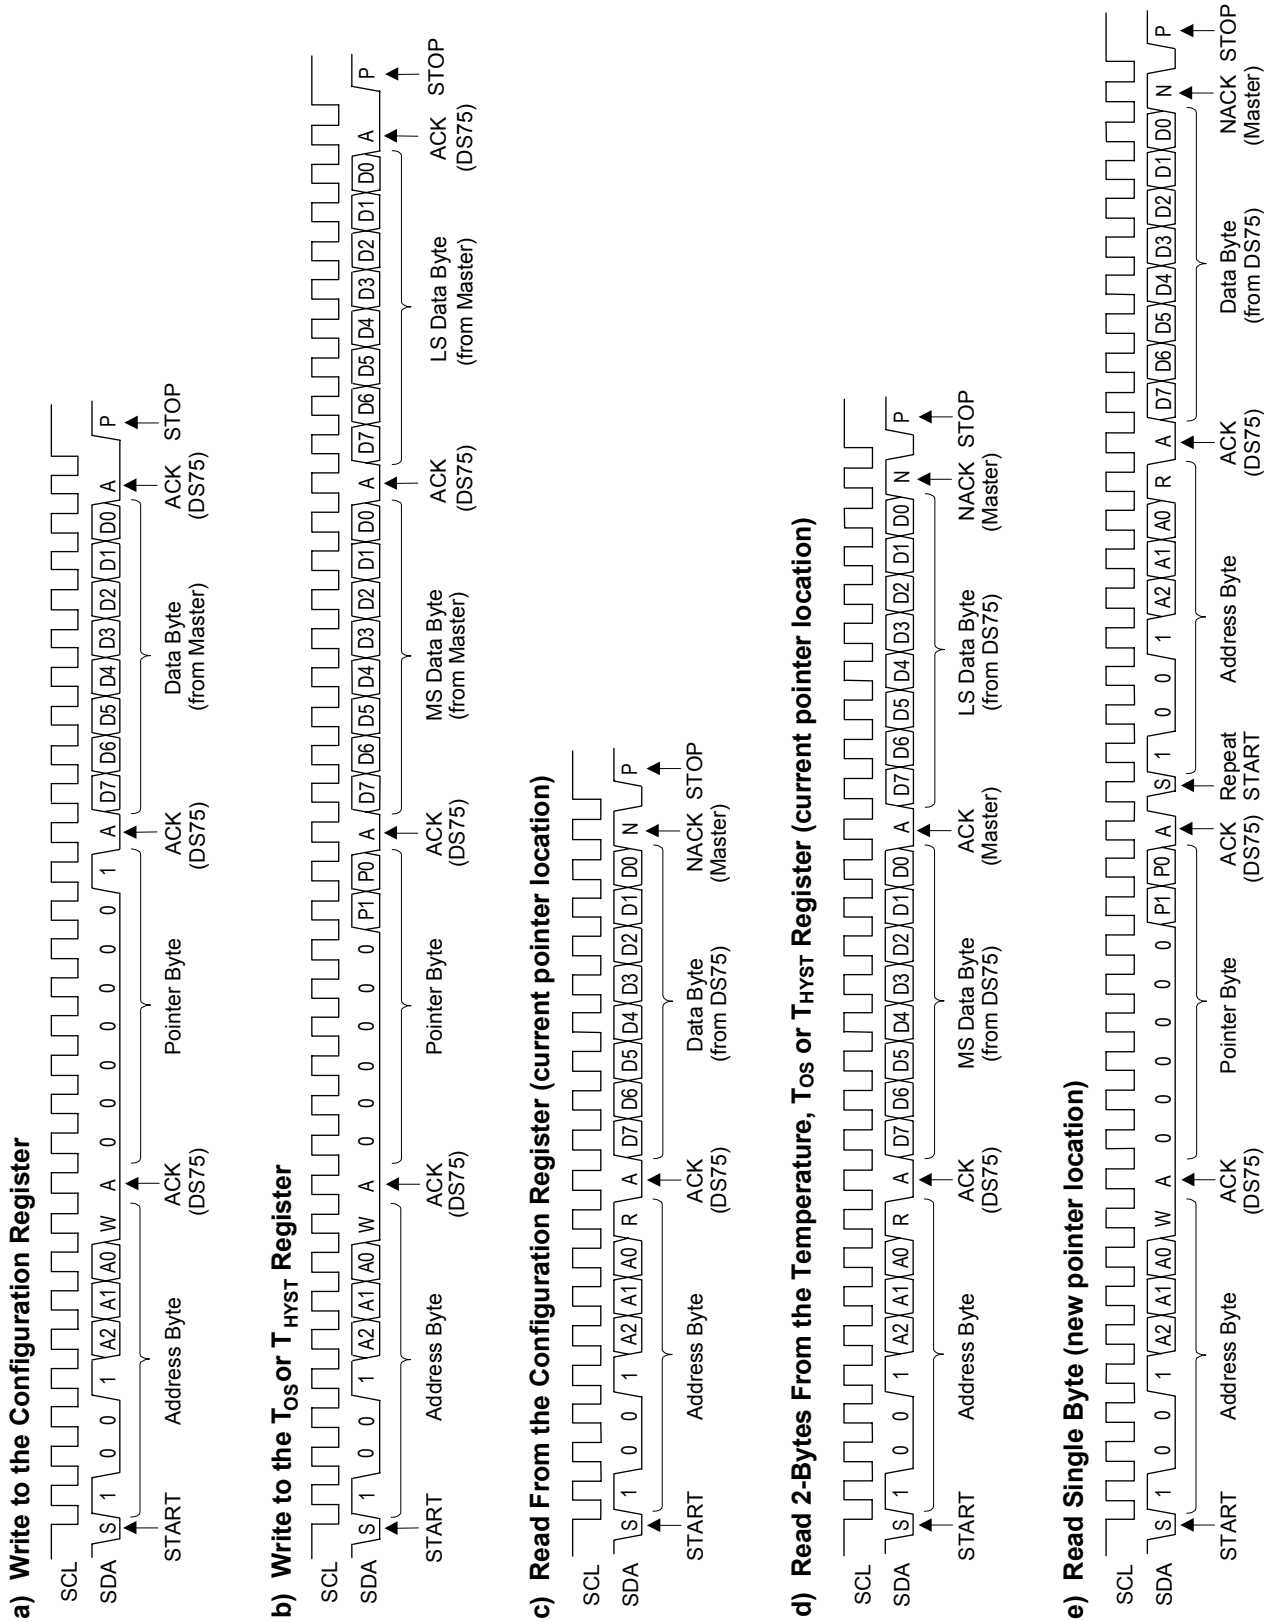 a) Write to the Configuration Register
SCL
SDA
S 1 0 0 1 A2 A1 A0 W A 0 0 0 0 0 0 0 1 A D7 D6 D5 D4 D3 D2 D1 D0 A P
START
Address Byte
ACK
(DS75)
Pointer Byte
ACK
(DS75)
Data Byte
(from Master)
ACK
(DS75)
STOP
b) Write to the TOS or THYST Register
SCL
SDA
S 1 0 0 1 A2 A1 A0 W A 0 0 0 0 0 0 P1 P0 A D7 D6 D5 D4 D3 D2 D1 D0 A D7 D6 D5 D4 D3 D2 D1 D0 A P
START
Address Byte
ACK
(DS75)
Pointer Byte
ACK
(DS75)
MS Data Byte
(from Master)
ACK
(DS75)
LS Data Byte
(from Master)
ACK
(DS75)
STOP
c) Read From the Configuration Register (current pointer location)
SCL
SDA
S 1 0 0 1 A2 A1 A0 R A D7 D6 D5 D4 D3 D2 D1 D0 N P
START
Address Byte
ACK
(DS75)
Data Byte
(from DS75)
NACK
(Master)
STOP
d) Read 2-Bytes From the Temperature, TOS or THYST Register (current pointer location)
SCL
SDA
S 1 0 0 1 A2 A1 A0 R A D7 D6 D5 D4 D3 D2 D1 D0 A D7 D6 D5 D4 D3 D2 D1 D0 N P
START
Address Byte
ACK
(DS75)
MS Data Byte
(from DS75)
ACK
(Master)
LS Data Byte
(from DS75)
NACK
(Master)
STOP
e) Read Single Byte (new pointer location)
SCL
SDA
S 1 0 0 1 A2 A1 A0 W A 0 0 0 0 0 0 P1 P0 A S 1 0 0 1 A2 A1 A0 R A D7 D6 D5 D4 D3 D2 D1 D0 N P
START
Address Byte
ACK
(DS75)
Pointer Byte
ACK
(DS75)
Repeat
START
Address Byte
ACK
(DS75)
Data Byte
(from DS75)
NACK
(Master)
STOP